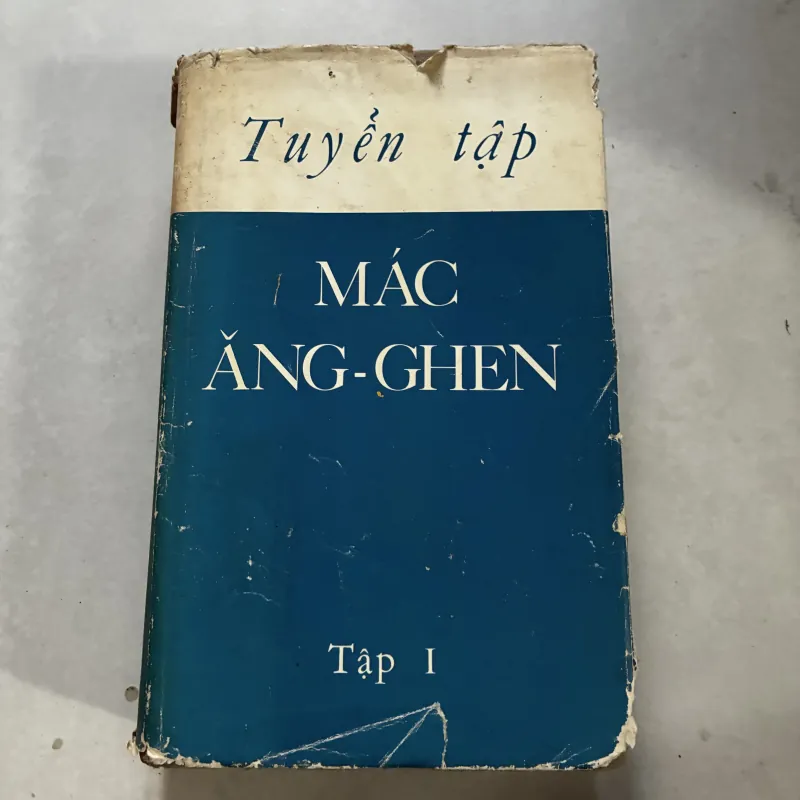 Tuyển tập
MÁC
ĂNG-GHEN
Tập I